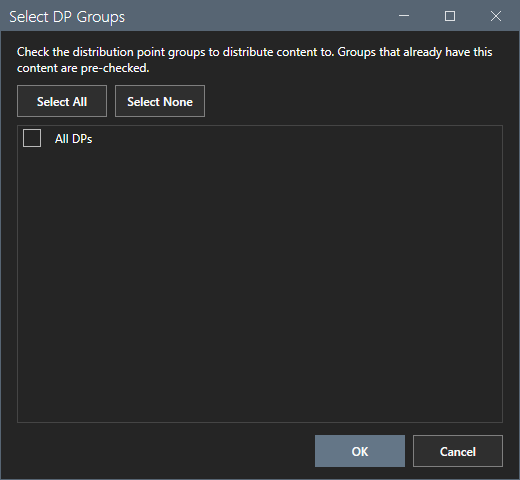 Select DP Groups
Check the distribution point groups to distribute content to. Groups that already have this
content are pre-checked.
Select All
Select None
All DPs
OK
Cancel